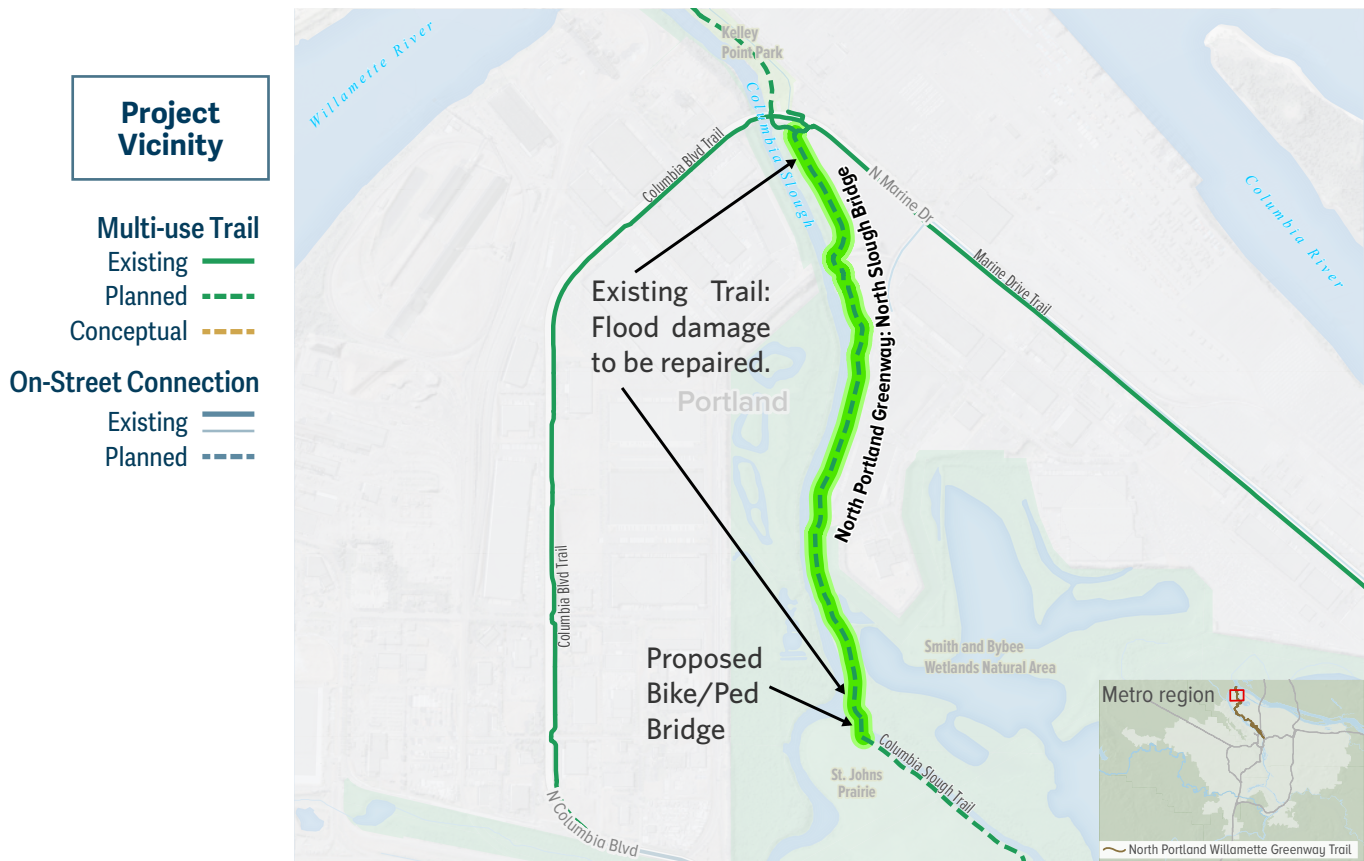 Project
Vicinity
Multi-use Trail
Existing
Planned
Conceptual
On-Street Connection
Existing
Planned
Willamette River
Kelley
Point Park
Columbia Slough
Columbia Blvd Trail
N Marine Dr
Marine Drive Trail
Columbia River
North Portland Greenway: North Slough Bridge
Existing Trail:
Flood damage
to be repaired.
Portland
Columbia Blvd Trail
Proposed
Bike/Ped
Bridge
Smith and Bybee
Wetlands Natural Area
Columbia Slough Trail
St. Johns
Prairie
N Columbia Blvd
Metro region
North Portland Willamette Greenway Trail